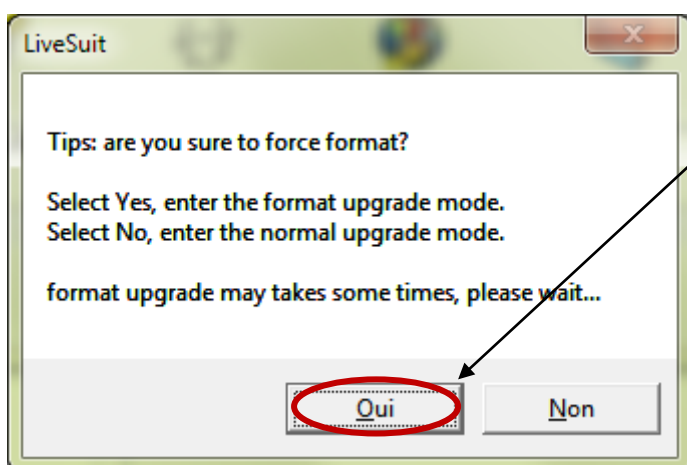 LiveSuit
Tips: are you sure to force format?
Select Yes, enter the format upgrade mode.
Select No, enter the normal upgrade mode.
format upgrade may takes some times, please wait...
Oui
Non